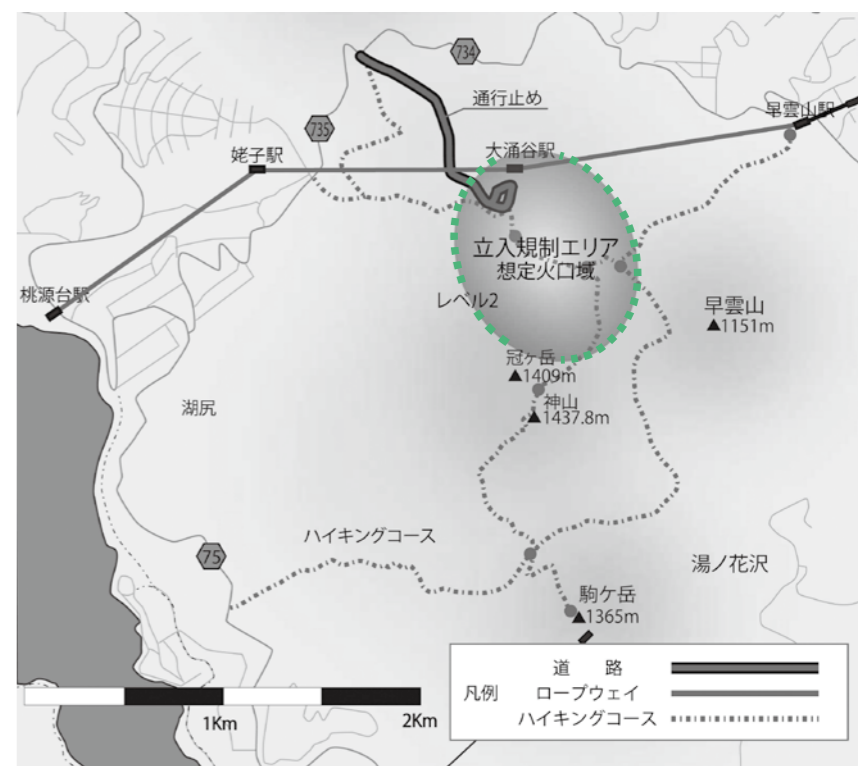 734
通行止め
早雲山駅
735
姥子駅
大涌谷駅
立入規制エリア
想定火口域
桃源台駅
レベル2
早雲山
▲1151m
冠ヶ岳
▲1409m
湖尻
神山
▲1437.8m
ハイキングコース
75
湯ノ花沢
駒ケ岳
▲1365m
凡例
道 路
ロープウェイ
ハイキングコース
1Km
2Km